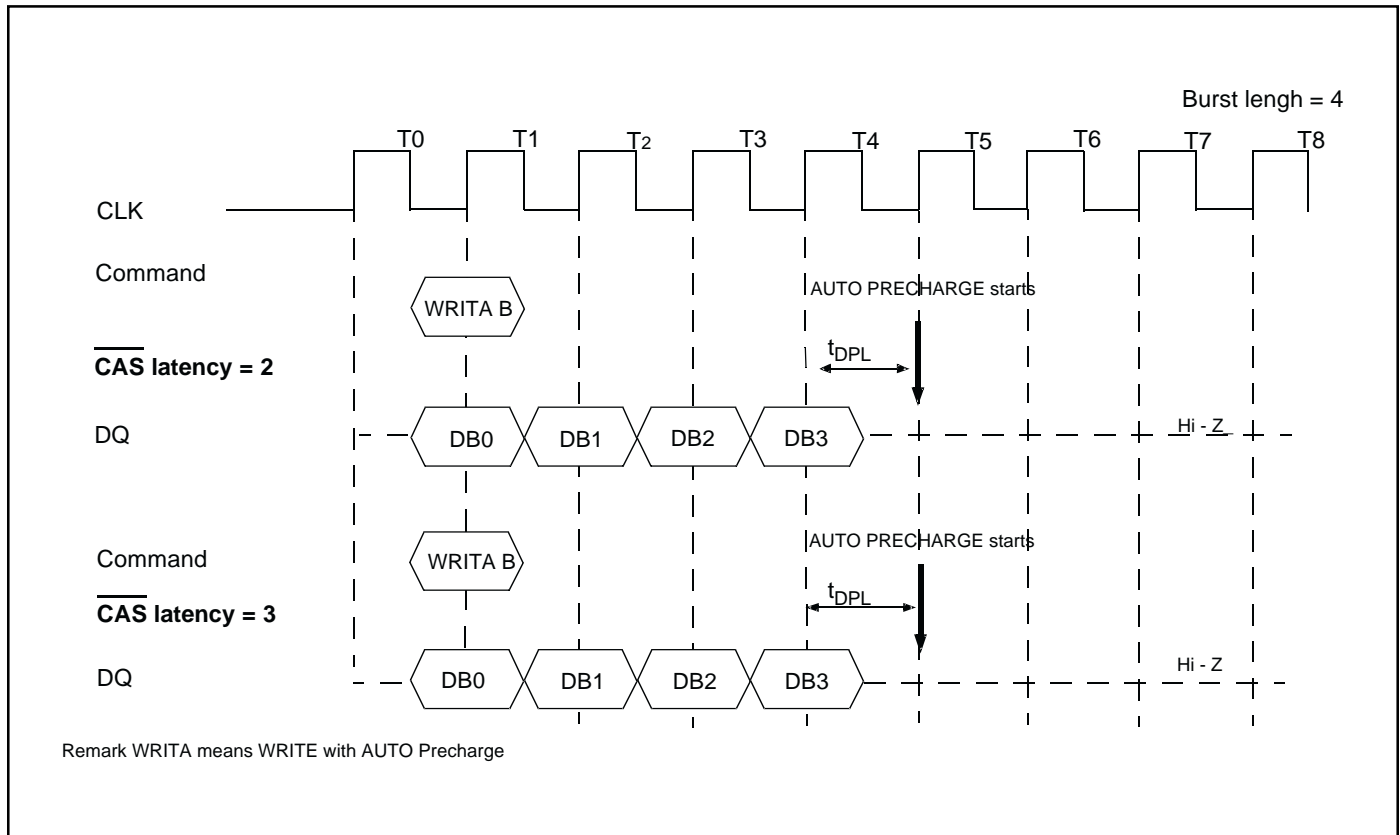 Burst lengh = 4
T0 T1 T2 T3 T4 T5 T6 T7 T8
CLK
Command
WRITA B
AUTO PRECHARGE starts
CAS latency = 2
tDPL
DQ
DB0 DB1 DB2 DB3
Hi - Z
Command
WRITA B
AUTO PRECHARGE starts
CAS latency = 3
tDPL
DQ
DB0 DB1 DB2 DB3
Hi - Z
Remark WRITA means WRITE with AUTO Precharge